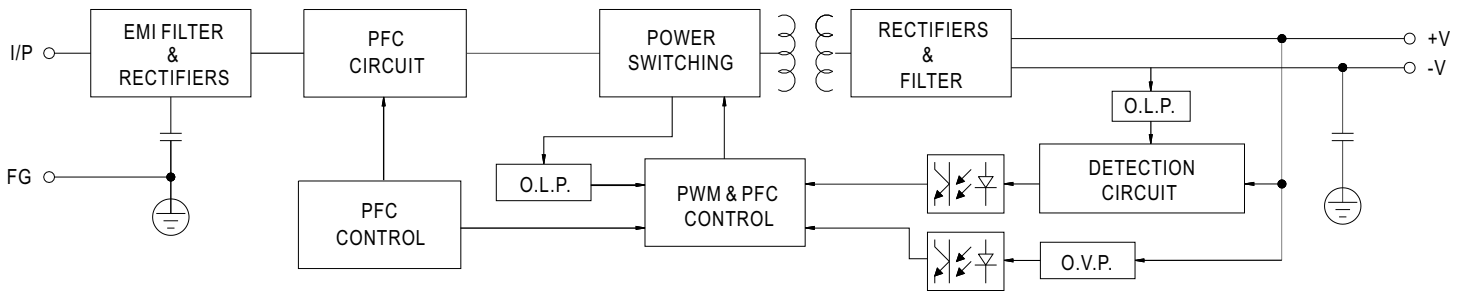 I/P
EMI FILTER
&
RECTIFIERS
PFC
CIRCUIT
POWER
SWITCHING
RECTIFIERS
&
FILTER
+V
-V
O.L.P.
FG
O.L.P.
DETECTION
CIRCUIT
PFC
CONTROL
PWM & PFC
CONTROL
O.V.P.